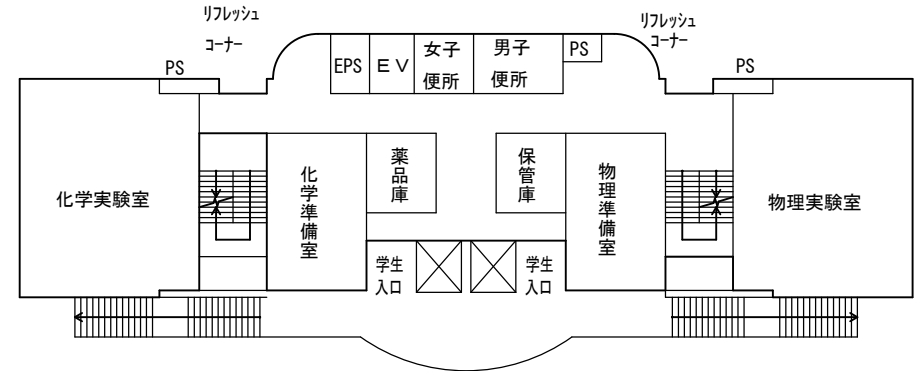 リフレッシュ
コーナー
リフレッシュ
コーナー
PS
EPS
ＥＶ
女子
便所
男子
便所
PS
PS
化学実験室
化学準備室
薬品庫
保管庫
物理準備室
物理実験室
学生
入口
学生
入口